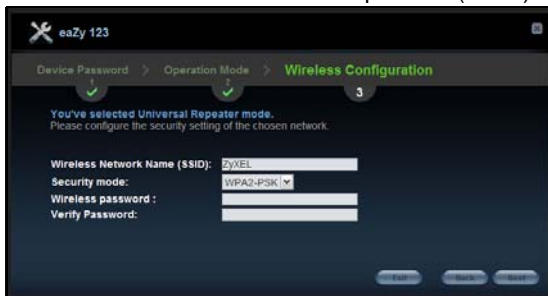 eaZy 123
Device Password > Operation Mode > Wireless Configuration
1 2 3
You've selected Universal Repeater mode.
Please configure the security setting of the chosen network.
Wireless Network Name (SSID): ZyXEL
Security mode: WPA2-PSK
Wireless password :
Verify Password:
Exit Back Next